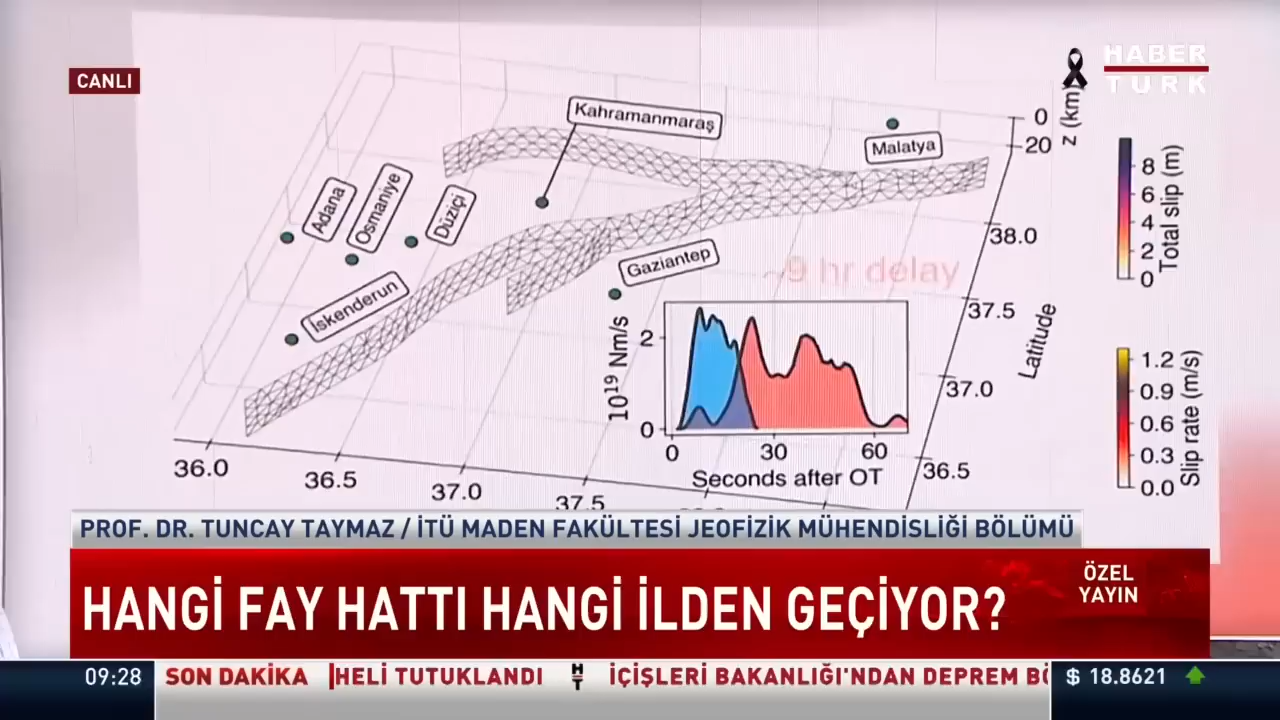 CANLI
HABER
TURK
Kahramanmaraş
Malatya
Adana
Osmaniye
Düziçi
İskenderun
Gaziantep
~9 hr delay
0
20
z (km)
38.0
37.5
37.0
36.5
Latitude
36.0
36.5
37.0
37.5
10¹⁹ Nm/s
2
0
0
30
60
Seconds after OT
8
6
4
2
0
Total slip (m)
1.2
0.9
0.6
0.3
0.0
Slip rate (m/s)
PROF. DR. TUNCAY TAYMAZ / İTÜ MADEN FAKÜLTESİ JEOFİZİK MÜHENDİSLİĞİ BÖLÜMÜ
HANGİ FAY HATTI HANGİ İLDEN GEÇİYOR?
ÖZEL
YAYIN
09:28
SON DAKİKA
HELİ TUTUKLANDI
HT
İÇİŞLERİ BAKANLIĞI'NDAN DEPREM BÖ
$ 18.8621